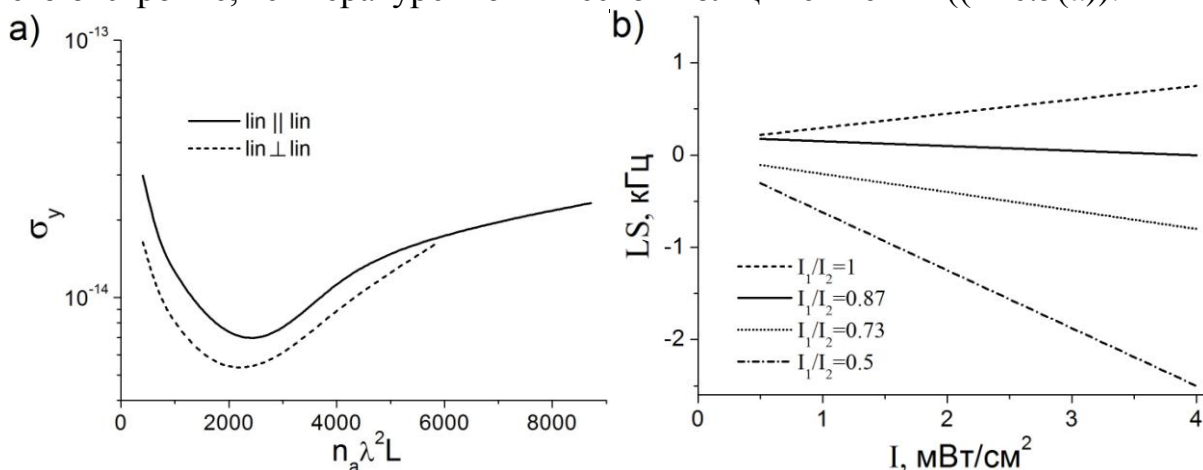 a)
10⁻¹³
10⁻¹⁴
σ_y
lin || lin
lin ⊥ lin
0 2000 4000 6000 8000
n_aλ²L
b)
1
0
-1
-2
LS, кГц
I₁/I₂=1
I₁/I₂=0.87
I₁/I₂=0.73
I₁/I₂=0.5
0 1 2 3 4
I, мВт/см²